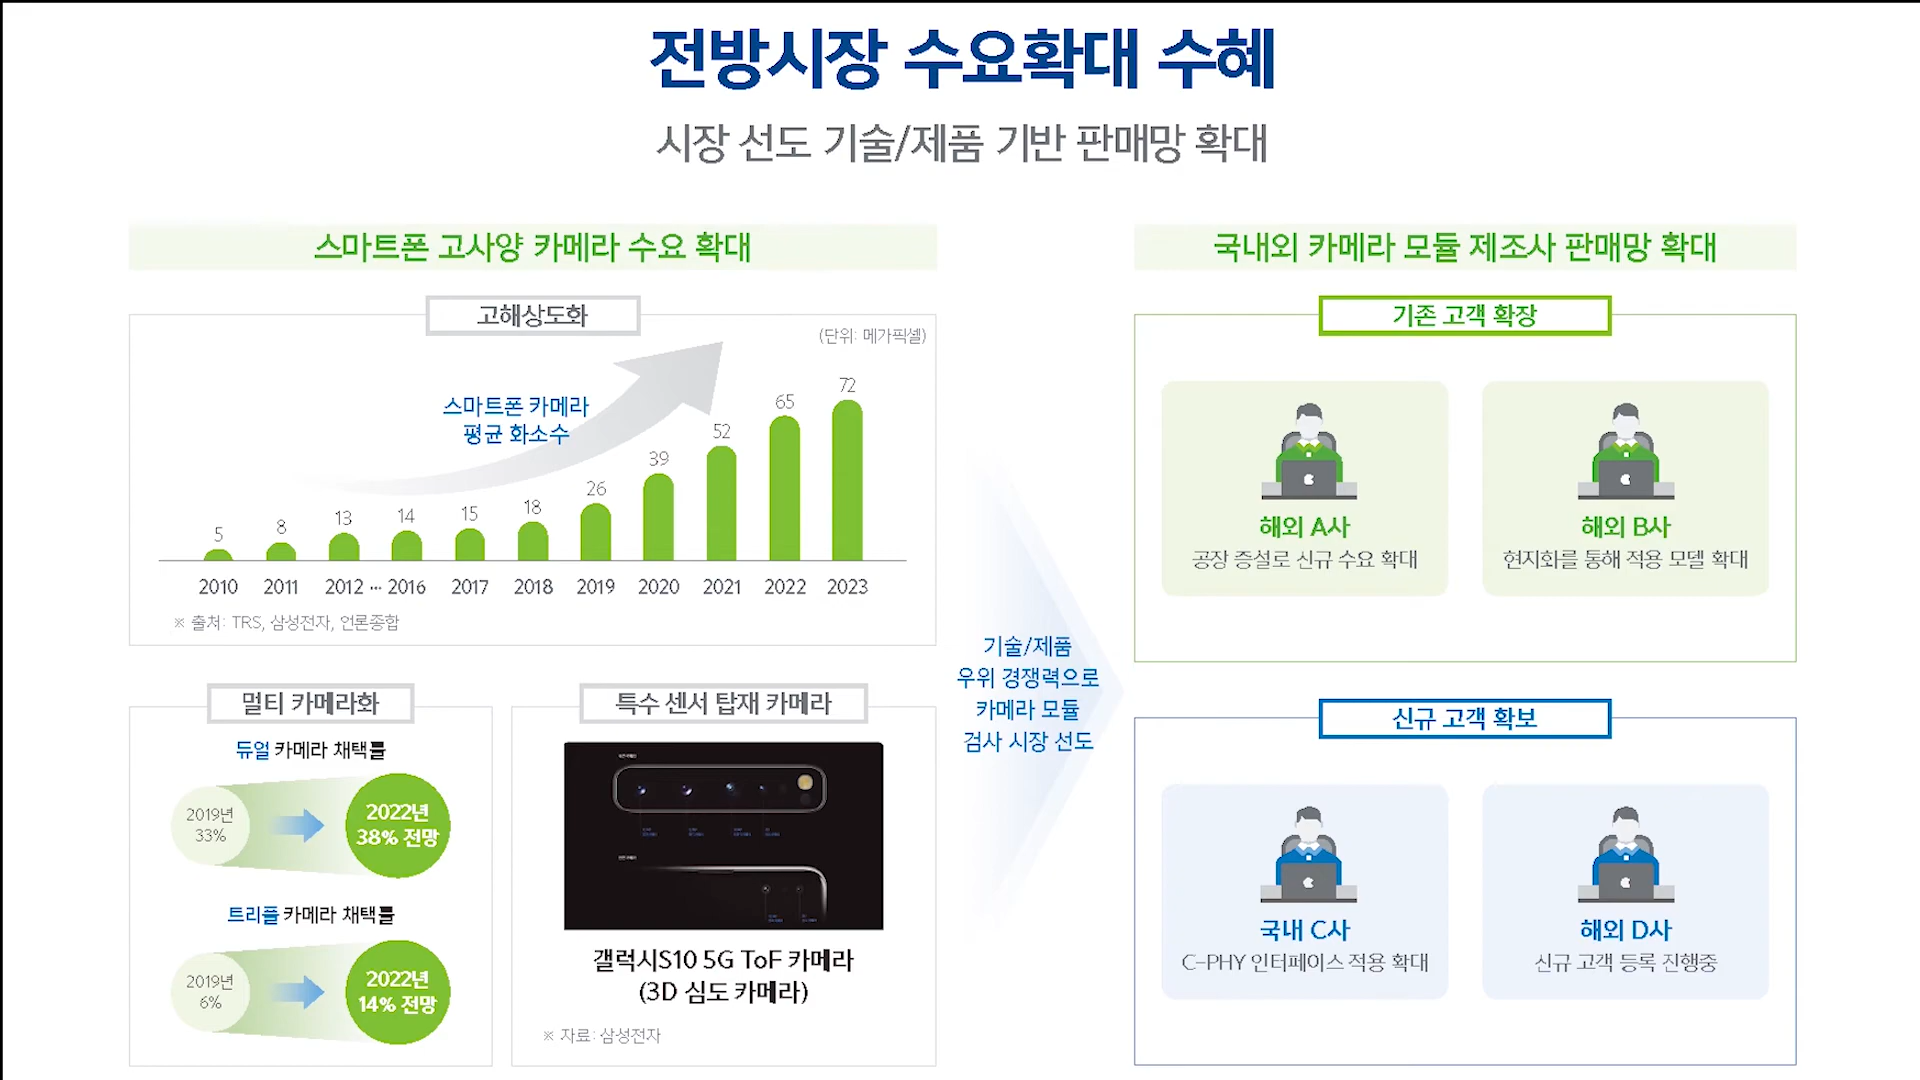 전방시장 수요확대 수혜
시장 선도 기술/제품 기반 판매망 확대
스마트폰 고사양 카메라 수요 확대
고해상도화
(단위: 메가픽셀)
스마트폰 카메라
평균 화소수
5 8 13 14 15 18 26 39 52 65 72
2010 2011 2012 ··· 2016 2017 2018 2019 2020 2021 2022 2023
※ 출처: TRS, 삼성전자, 언론종합
멀티 카메라화
듀얼 카메라 채택률
2019년
33%
2022년
38% 전망
트리플 카메라 채택률
2019년
6%
2022년
14% 전망
특수 센서 탑재 카메라
갤럭시S10 5G ToF 카메라
(3D 심도 카메라)
※ 자료: 삼성전자
기술/제품
우위 경쟁력으로
카메라 모듈
검사 시장 선도
국내외 카메라 모듈 제조사 판매망 확대
기존 고객 확장
해외 A사
공장 증설로 신규 수요 확대
해외 B사
현지화를 통해 적용 모델 확대
신규 고객 확보
국내 C사
C-PHY 인터페이스 적용 확대
해외 D사
신규 고객 등록 진행중